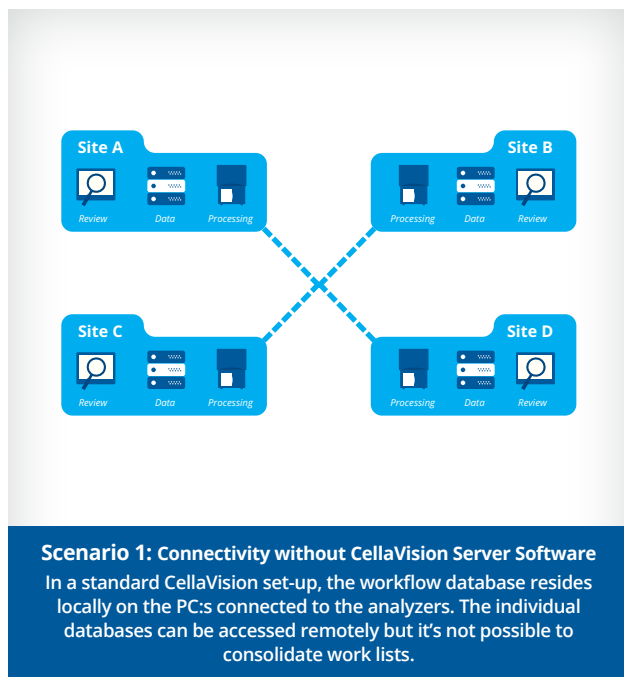 Site A
Review Data Processing
Site B
Processing Data Review
Site C
Review Data Processing
Site D
Processing Data Review
Scenario 1: Connectivity without CellaVision Server Software
In a standard CellaVision set-up, the workflow database resides
locally on the PC:s connected to the analyzers. The individual
databases can be accessed remotely but it’s not possible to
consolidate work lists.